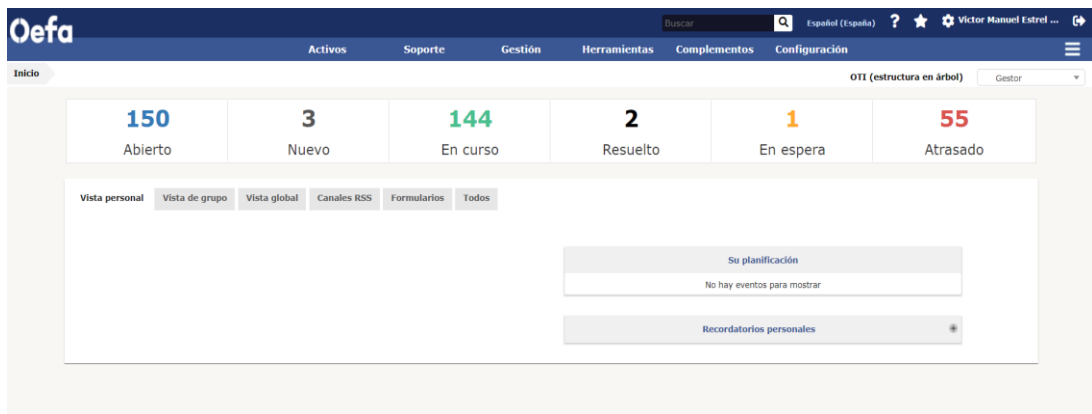 Oefa
Buscar
Español (España)
?
Víctor Manuel Estrel ...
Activos Soporte Gestión Herramientas Complementos Configuración
Inicio
OTI (estructura en árbol)
Gestor
150 3 144 2 1 55
Abierto Nuevo En curso Resuelto En espera Atrasado
Vista personal Vista de grupo Vista global Canales RSS Formularios Todos
Su planificación
No hay eventos para mostrar
Recordatorios personales